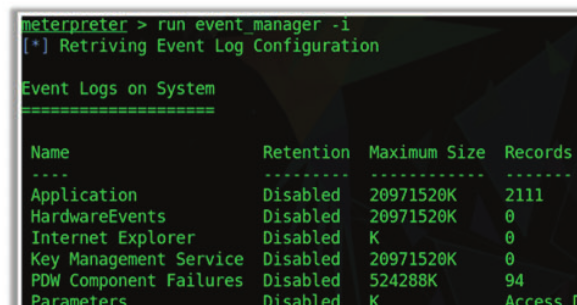 meterpreter > run event_manager -i
[*] Retriving Event Log Configuration
Event Logs on System
====================
Name Retention Maximum Size Records
---- --------- ------------ -------
Application Disabled 20971520K 2111
HardwareEvents Disabled 20971520K 0
Internet Explorer Disabled K 0
Key Management Service Disabled 20971520K 0
PDW Component Failures Disabled 524288K 94
Parameters Disabled K Access